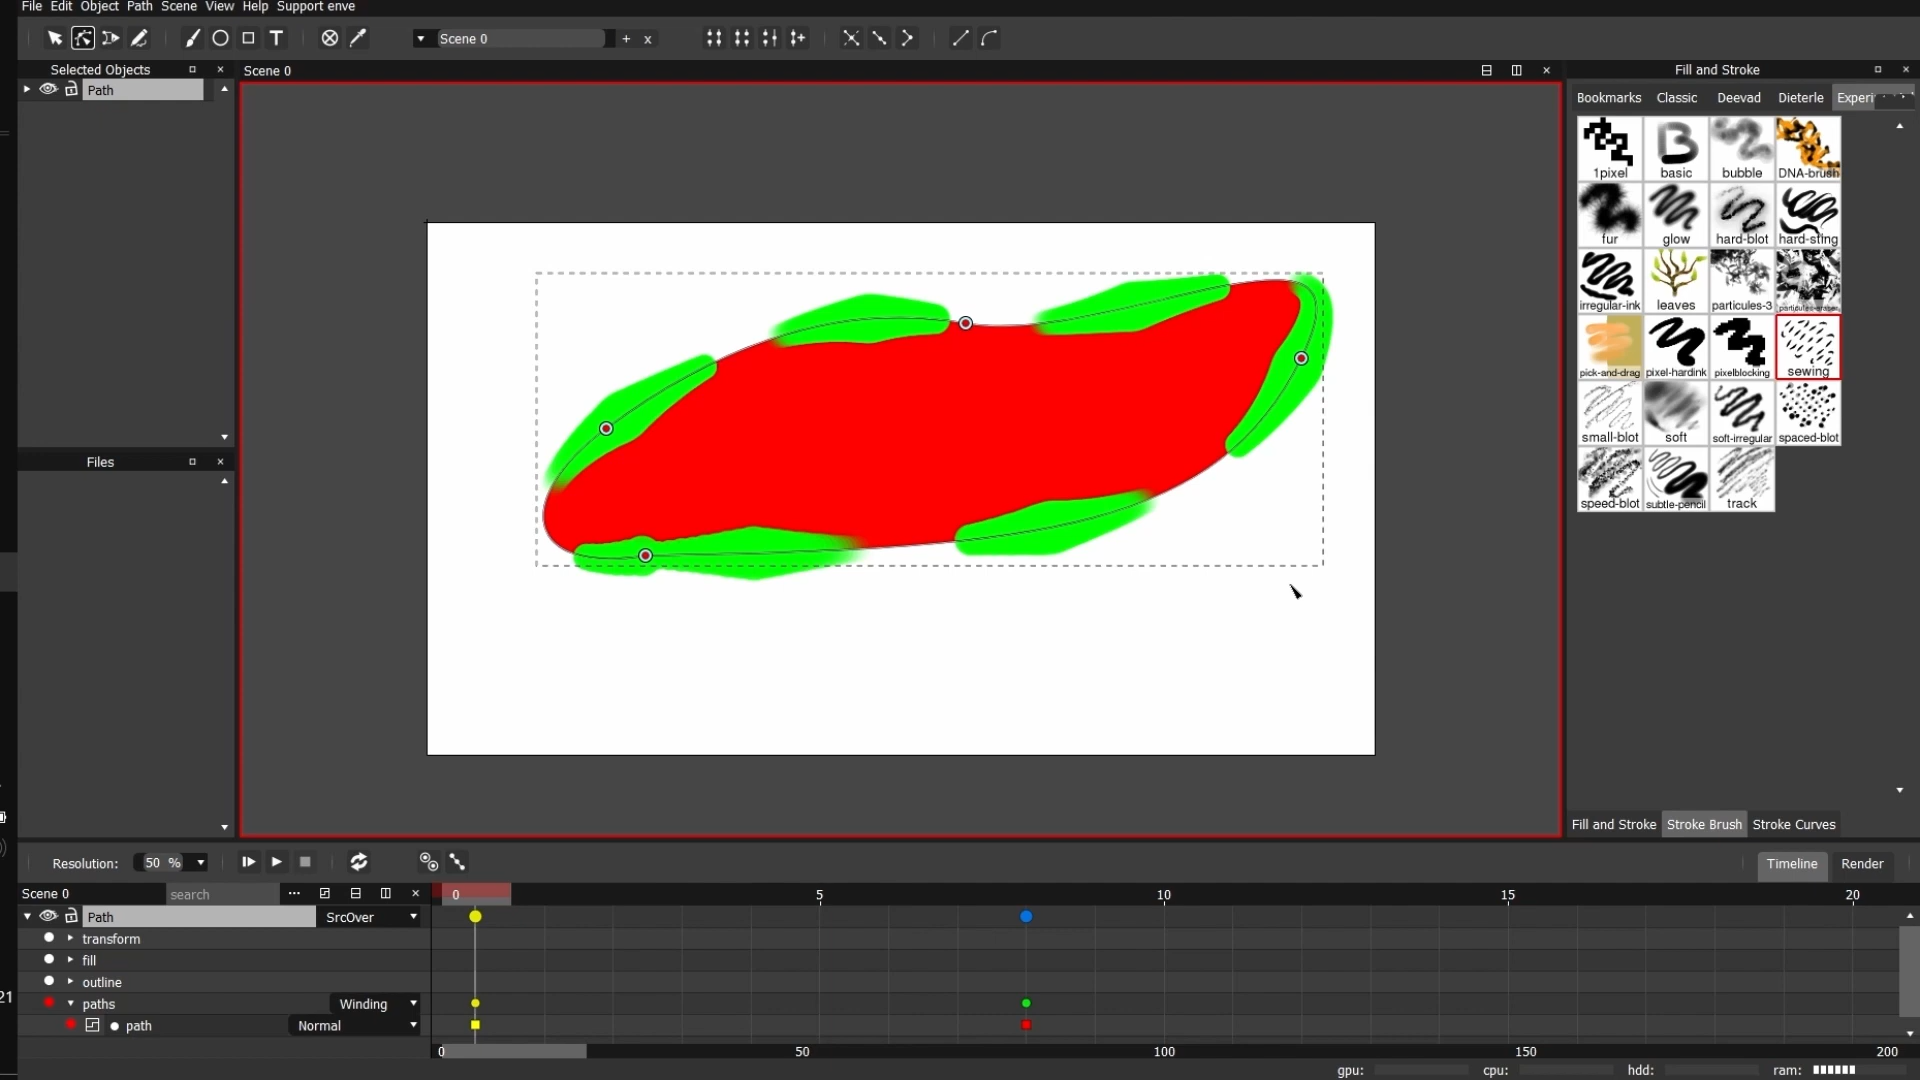 File Edit Object Path Scene View Help Support enve
Scene 0 + x
Selected Objects
Path
Files
Scene 0
Fill and Stroke
Bookmarks Classic Deevad Dieterle Experi
1pixel basic bubble DNA-brush
fur glow hard-blot hard-sting
irregular-ink leaves particules-3
pick-and-drag pixel-hardink pixelblocking sewing
small-blot soft soft-irregular spaced-blot
speed-blot subtle-pencil track
Fill and Stroke Stroke Brush Stroke Curves
Resolution: 50 % Timeline Render
Scene 0 search ... 0 5 10 15 20
Path SrcOver
transform
fill
outline
21 paths Winding
path Normal
0 50 100 150 200
gpu: cpu: hdd: ram: